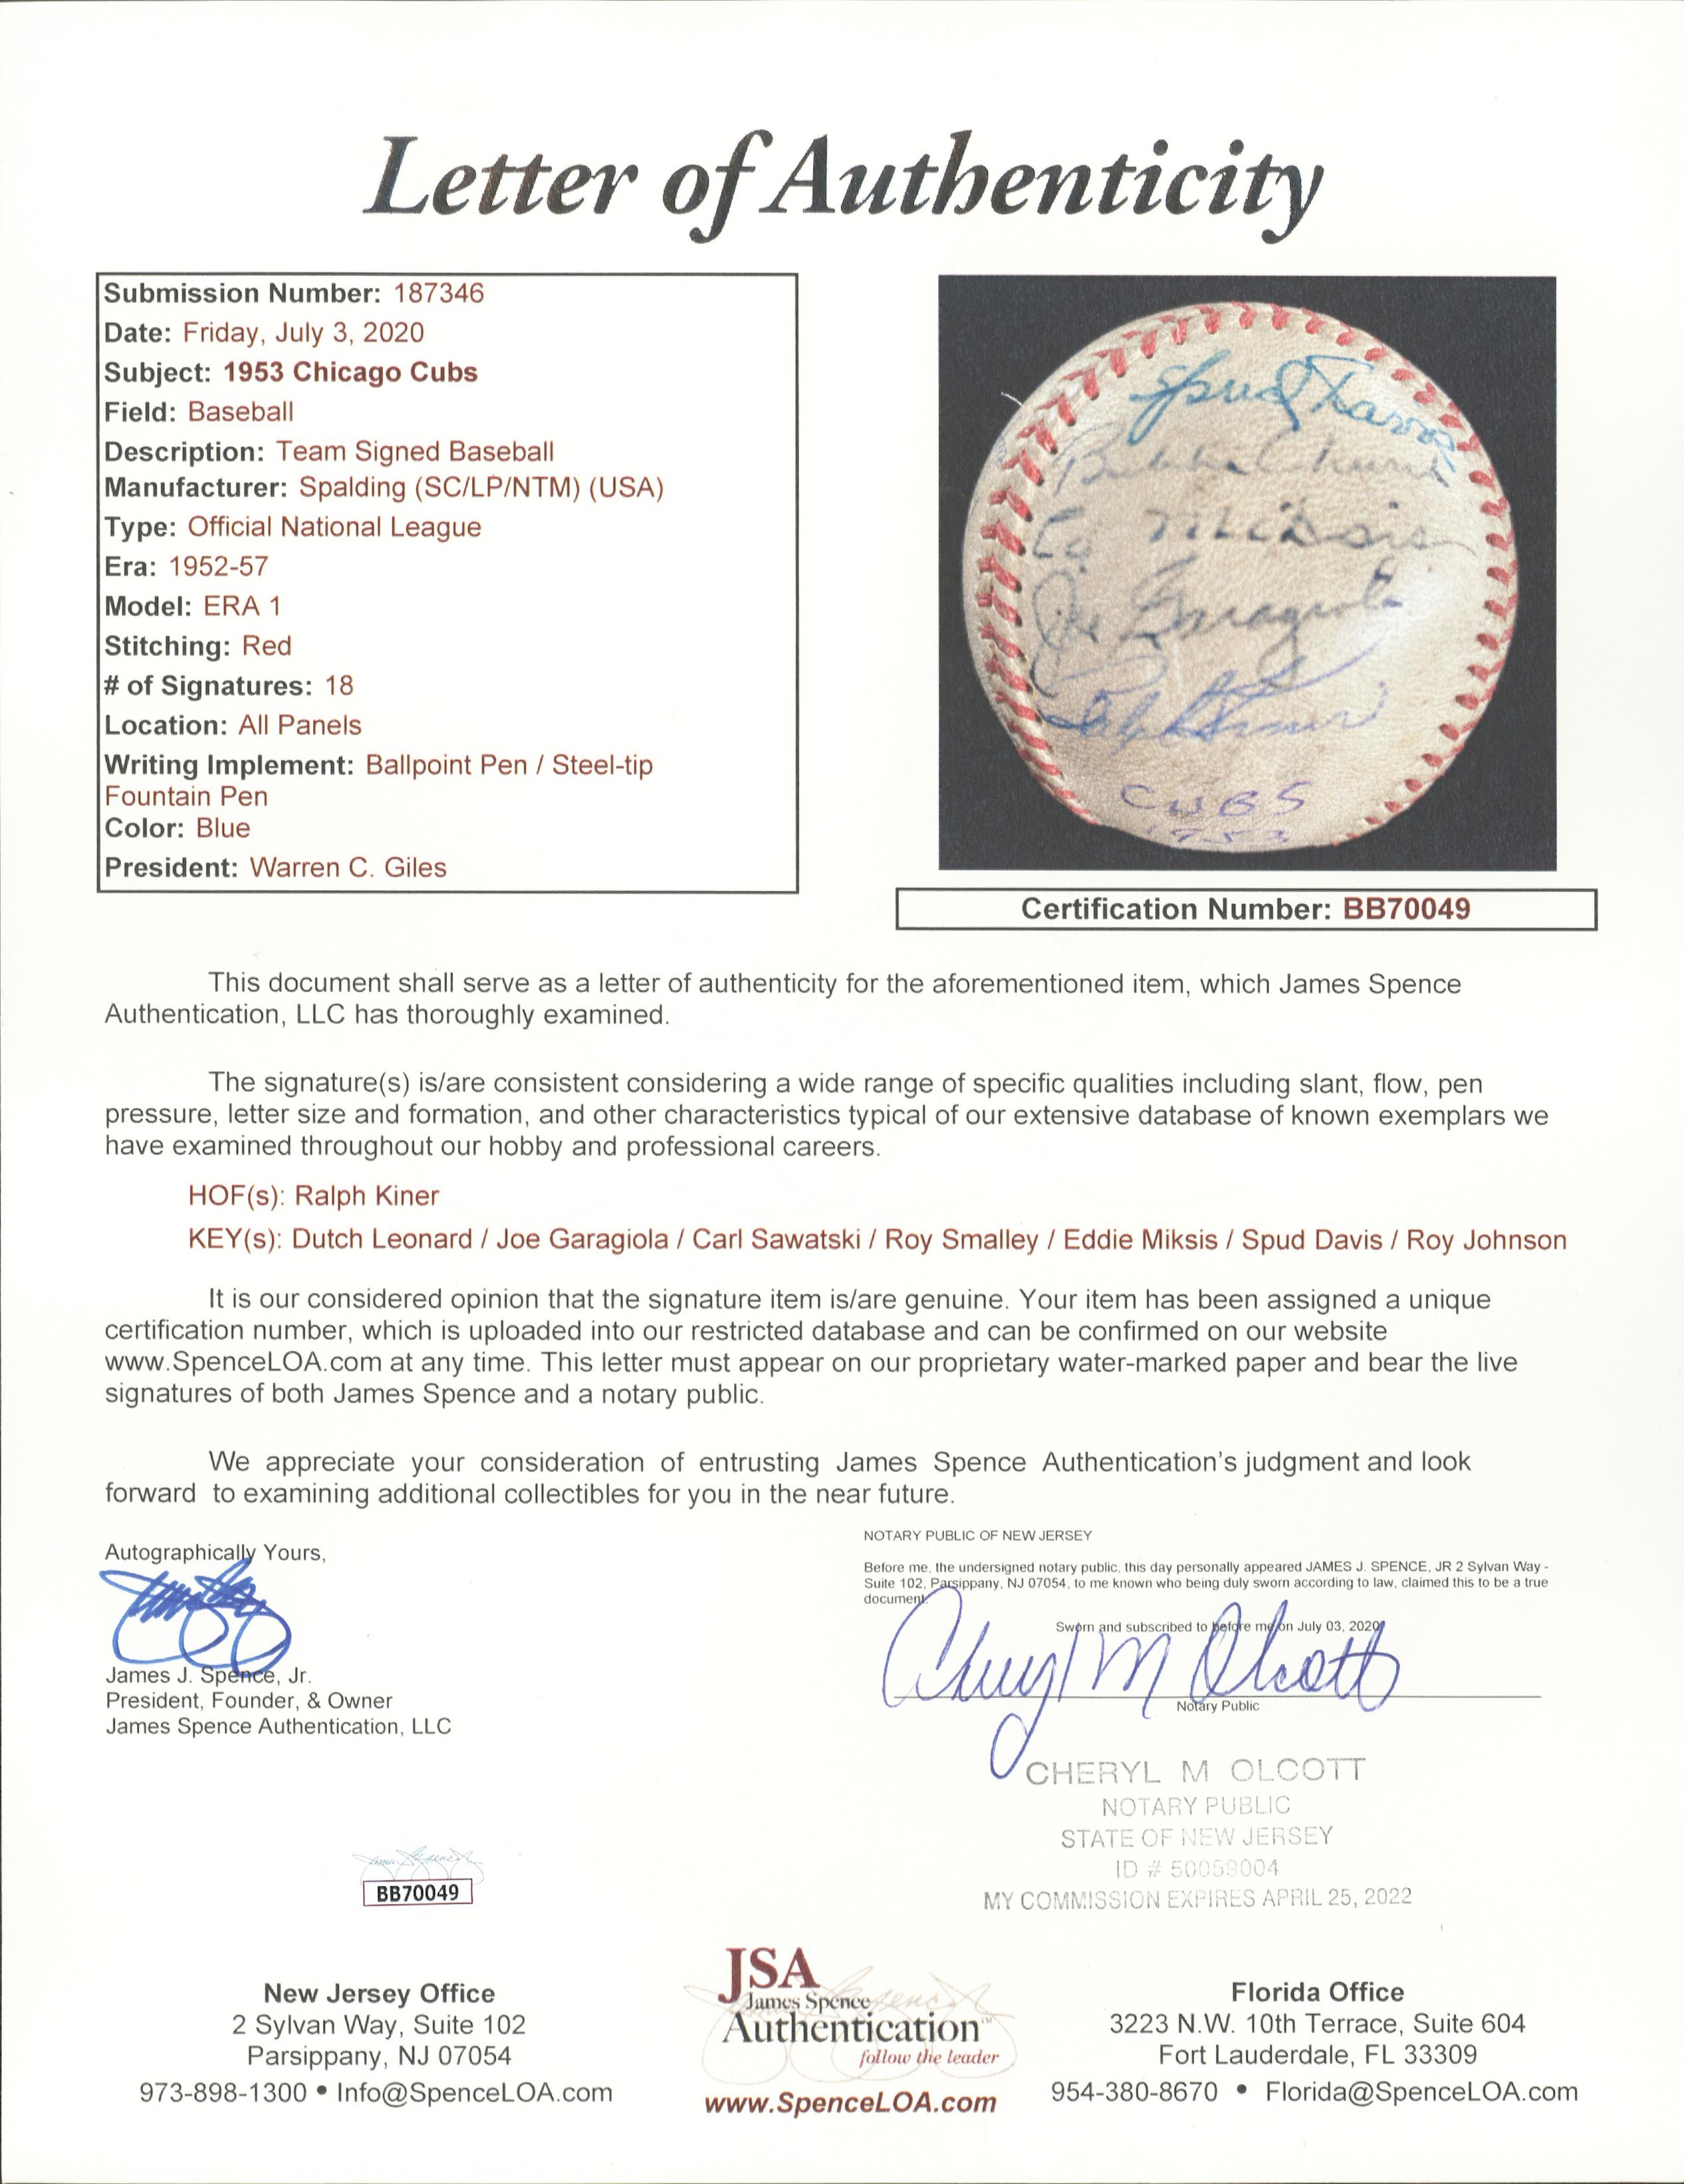 Letter of Authenticity
Submission Number: 187346
Date: Friday, July 3, 2020
Subject: 1953 Chicago Cubs
Field: Baseball
Description: Team Signed Baseball
Manufacturer: Spalding (SC/LP/NTM) (USA)
Type: Official National League
Era: 1952-57
Model: ERA 1
Stitching: Red
# of Signatures: 18
Location: All Panels
Writing Implement: Ballpoint Pen / Steel-tip
Fountain Pen
Color: Blue
President: Warren C. Giles
Spud Davis
Bubba Church
Ed Miksis
Joe Garagiola
Ralph Kiner
CUBS
1953
Certification Number: BB70049
This document shall serve as a letter of authenticity for the aforementioned item, which James Spence
Authentication, LLC has thoroughly examined.
The signature(s) is/are consistent considering a wide range of specific qualities including slant, flow, pen
pressure, letter size and formation, and other characteristics typical of our extensive database of known exemplars we
have examined throughout our hobby and professional careers.
HOF(s): Ralph Kiner
KEY(s): Dutch Leonard / Joe Garagiola / Carl Sawatski / Roy Smalley / Eddie Miksis / Spud Davis / Roy Johnson
It is our considered opinion that the signature item is/are genuine. Your item has been assigned a unique
certification number, which is uploaded into our restricted database and can be confirmed on our website
www.SpenceLOA.com at any time. This letter must appear on our proprietary water-marked paper and bear the live
signatures of both James Spence and a notary public.
We appreciate your consideration of entrusting James Spence Authentication's judgment and look
forward to examining additional collectibles for you in the near future.
Autographically Yours,
James J. Spence, Jr.
President, Founder, & Owner
James Spence Authentication, LLC
NOTARY PUBLIC OF NEW JERSEY
Before me, the undersigned notary public, this day personally appeared JAMES J. SPENCE, JR 2 Sylvan Way -
Suite 102, Parsippany, NJ 07054, to me known who being duly sworn according to law, claimed this to be a true
document.
Sworn and subscribed to before me on July 03, 2020
Cheryl M Olcott
Notary Public
CHERYL M OLCOTT
NOTARY PUBLIC
STATE OF NEW JERSEY
ID # 50059004
MY COMMISSION EXPIRES APRIL 25, 2022
BB70049
New Jersey Office
2 Sylvan Way, Suite 102
Parsippany, NJ 07054
973-898-1300 • Info@SpenceLOA.com
JSA
James Spence
Authentication™
follow the leader
www.SpenceLOA.com
Florida Office
3223 N.W. 10th Terrace, Suite 604
Fort Lauderdale, FL 33309
954-380-8670 • Florida@SpenceLOA.com